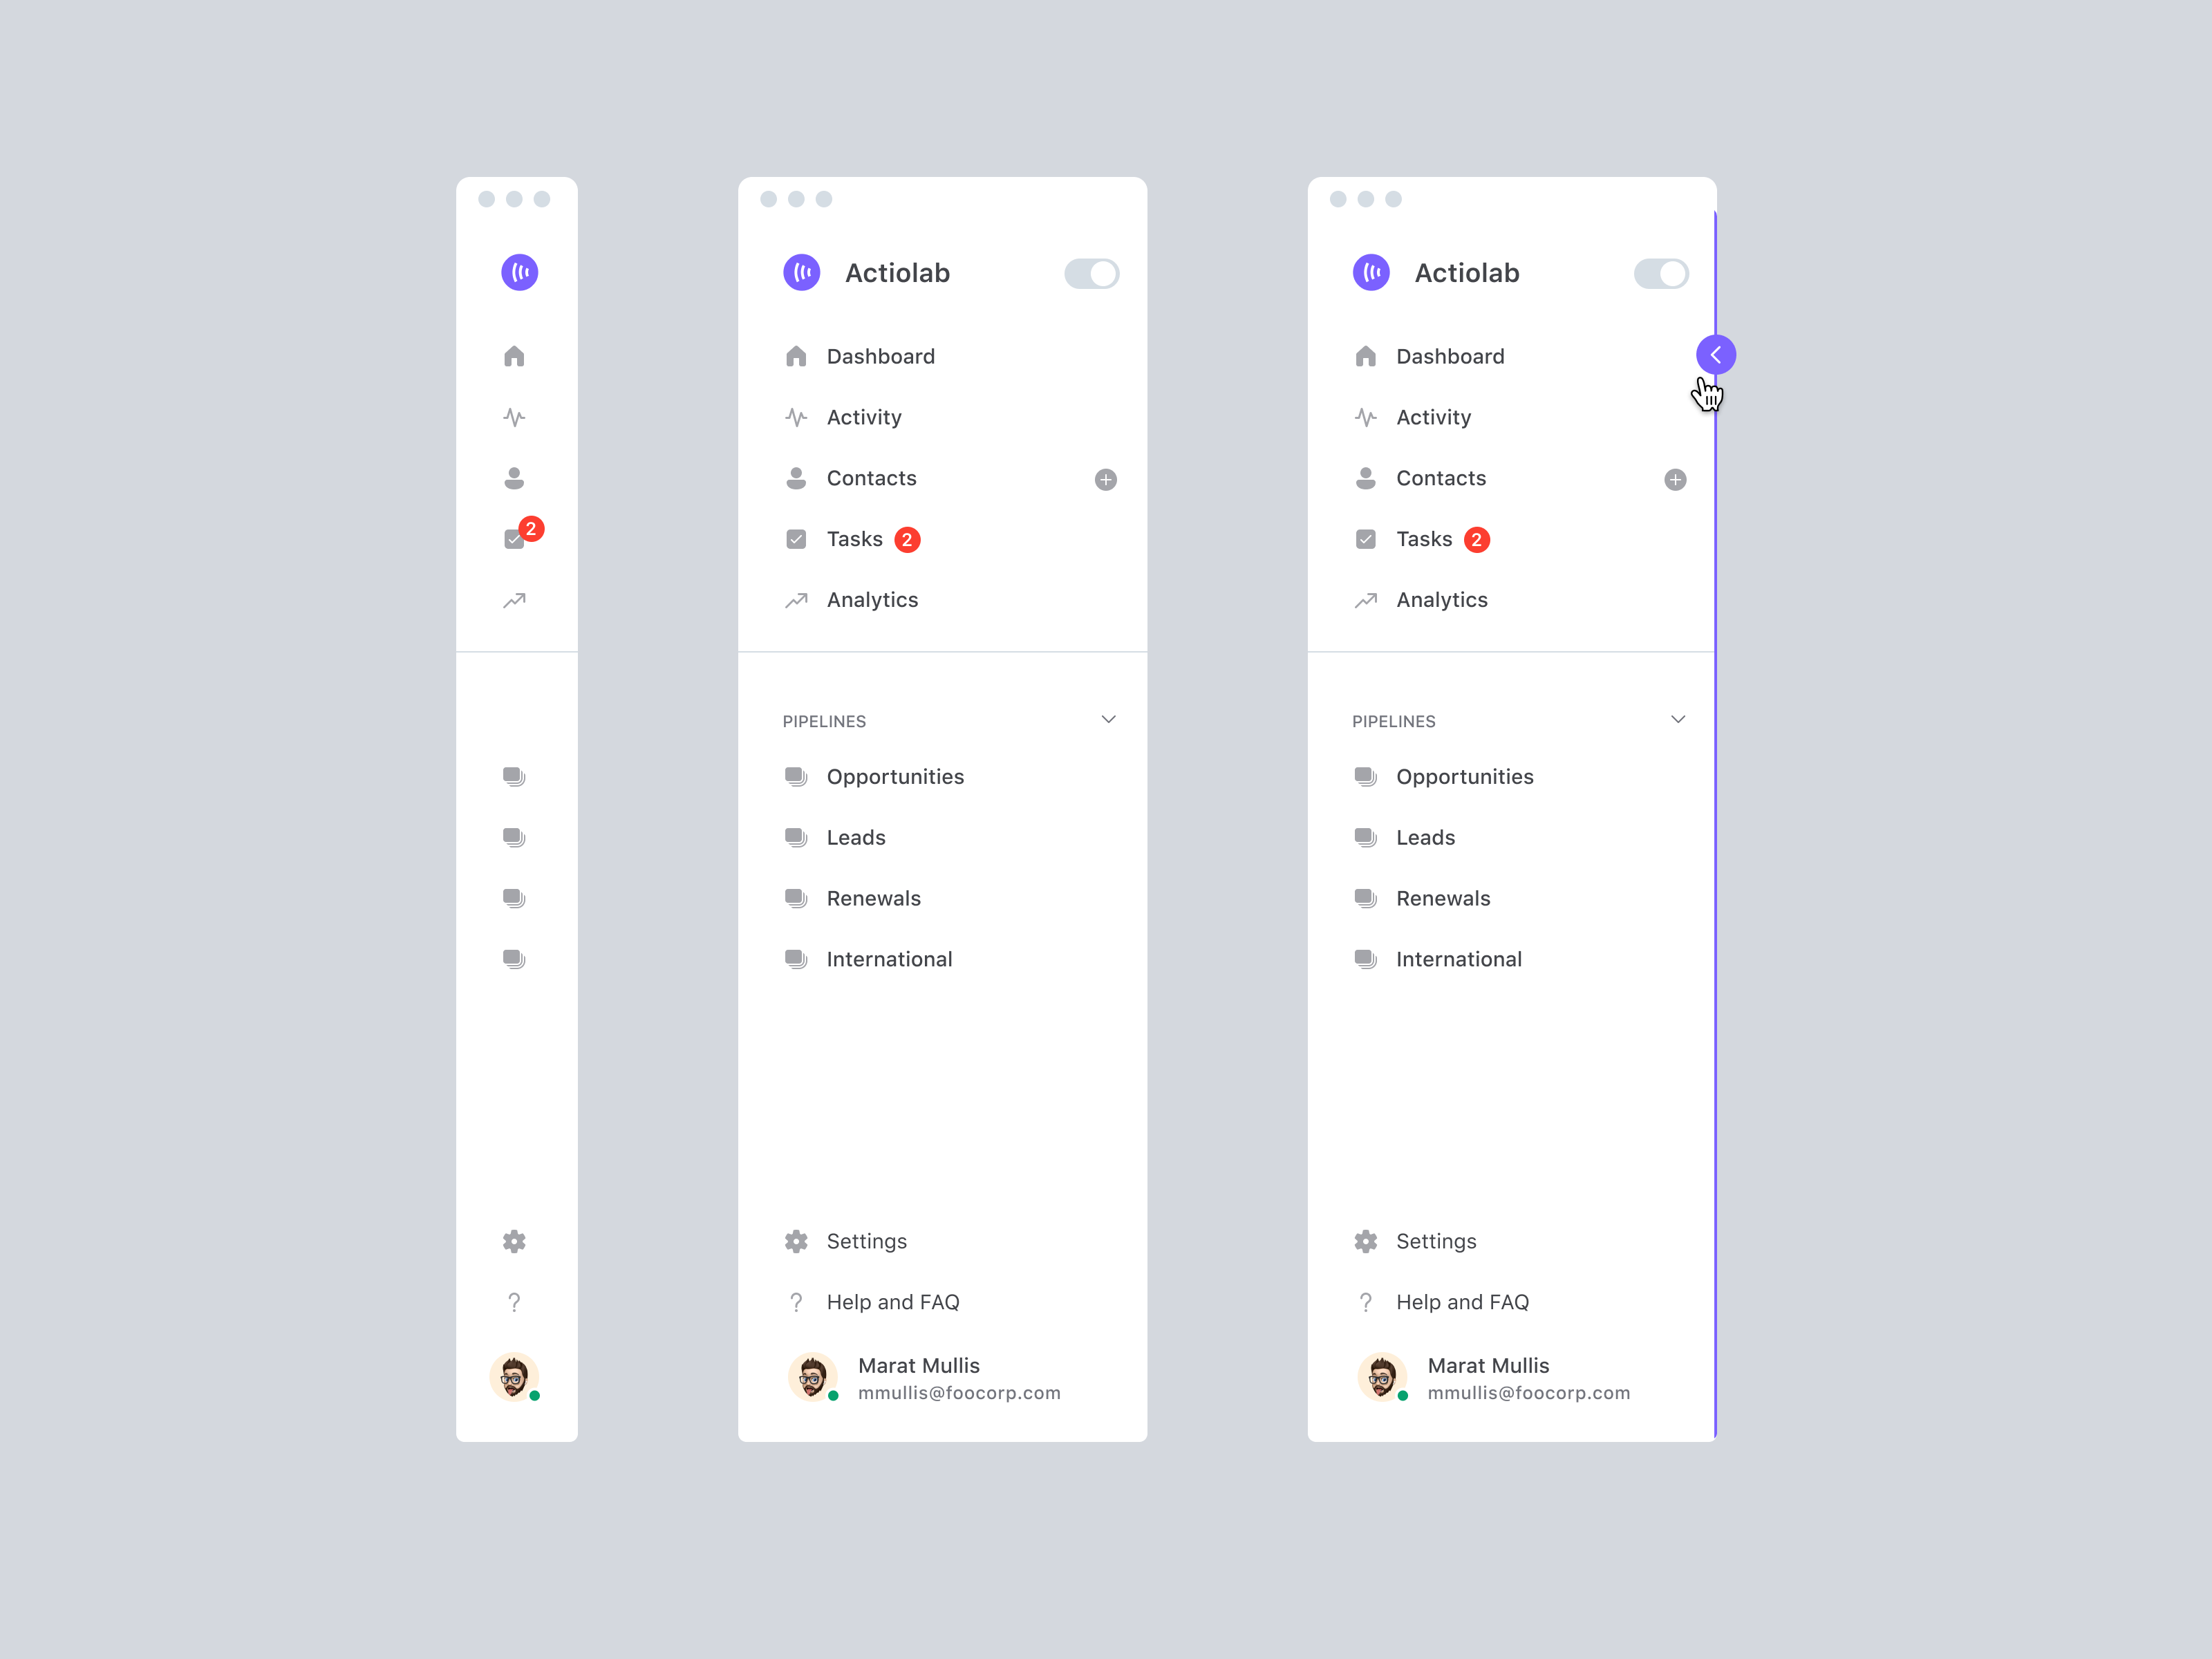 2
Actiolab
Dashboard
Activity
Contacts
Tasks 2
Analytics
PIPELINES
Opportunities
Leads
Renewals
International
Settings
? Help and FAQ
Marat Mullis
mmullis@foocorp.com
Actiolab
Dashboard
Activity
Contacts
Tasks 2
Analytics
PIPELINES
Opportunities
Leads
Renewals
International
Settings
? Help and FAQ
Marat Mullis
mmullis@foocorp.com